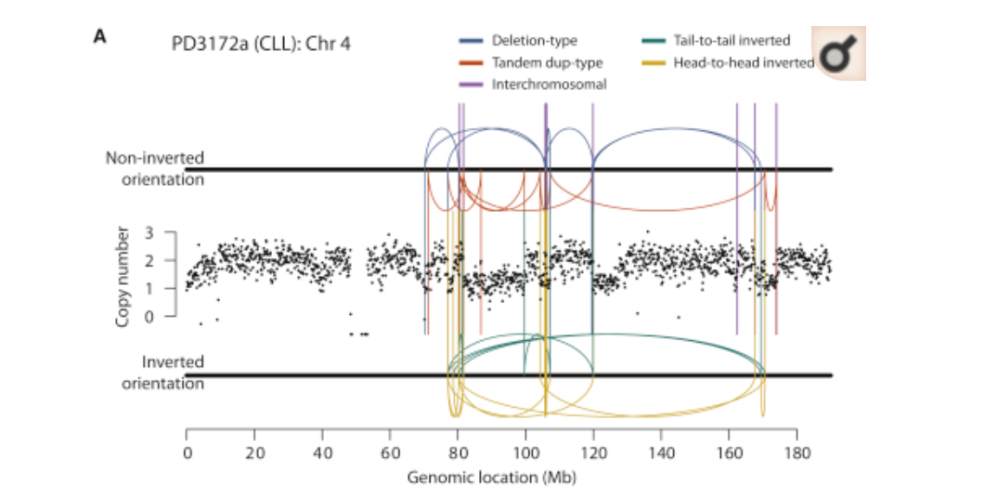 A
PD3172a (CLL): Chr 4
Deletion-type
Tandem dup-type
Interchromosomal
Tail-to-tail inverted
Head-to-head inverted
Non-inverted
orientation
Copy number
3
2
1
0
Inverted
orientation
0 20 40 60 80 100 120 140 160 180
Genomic location (Mb)